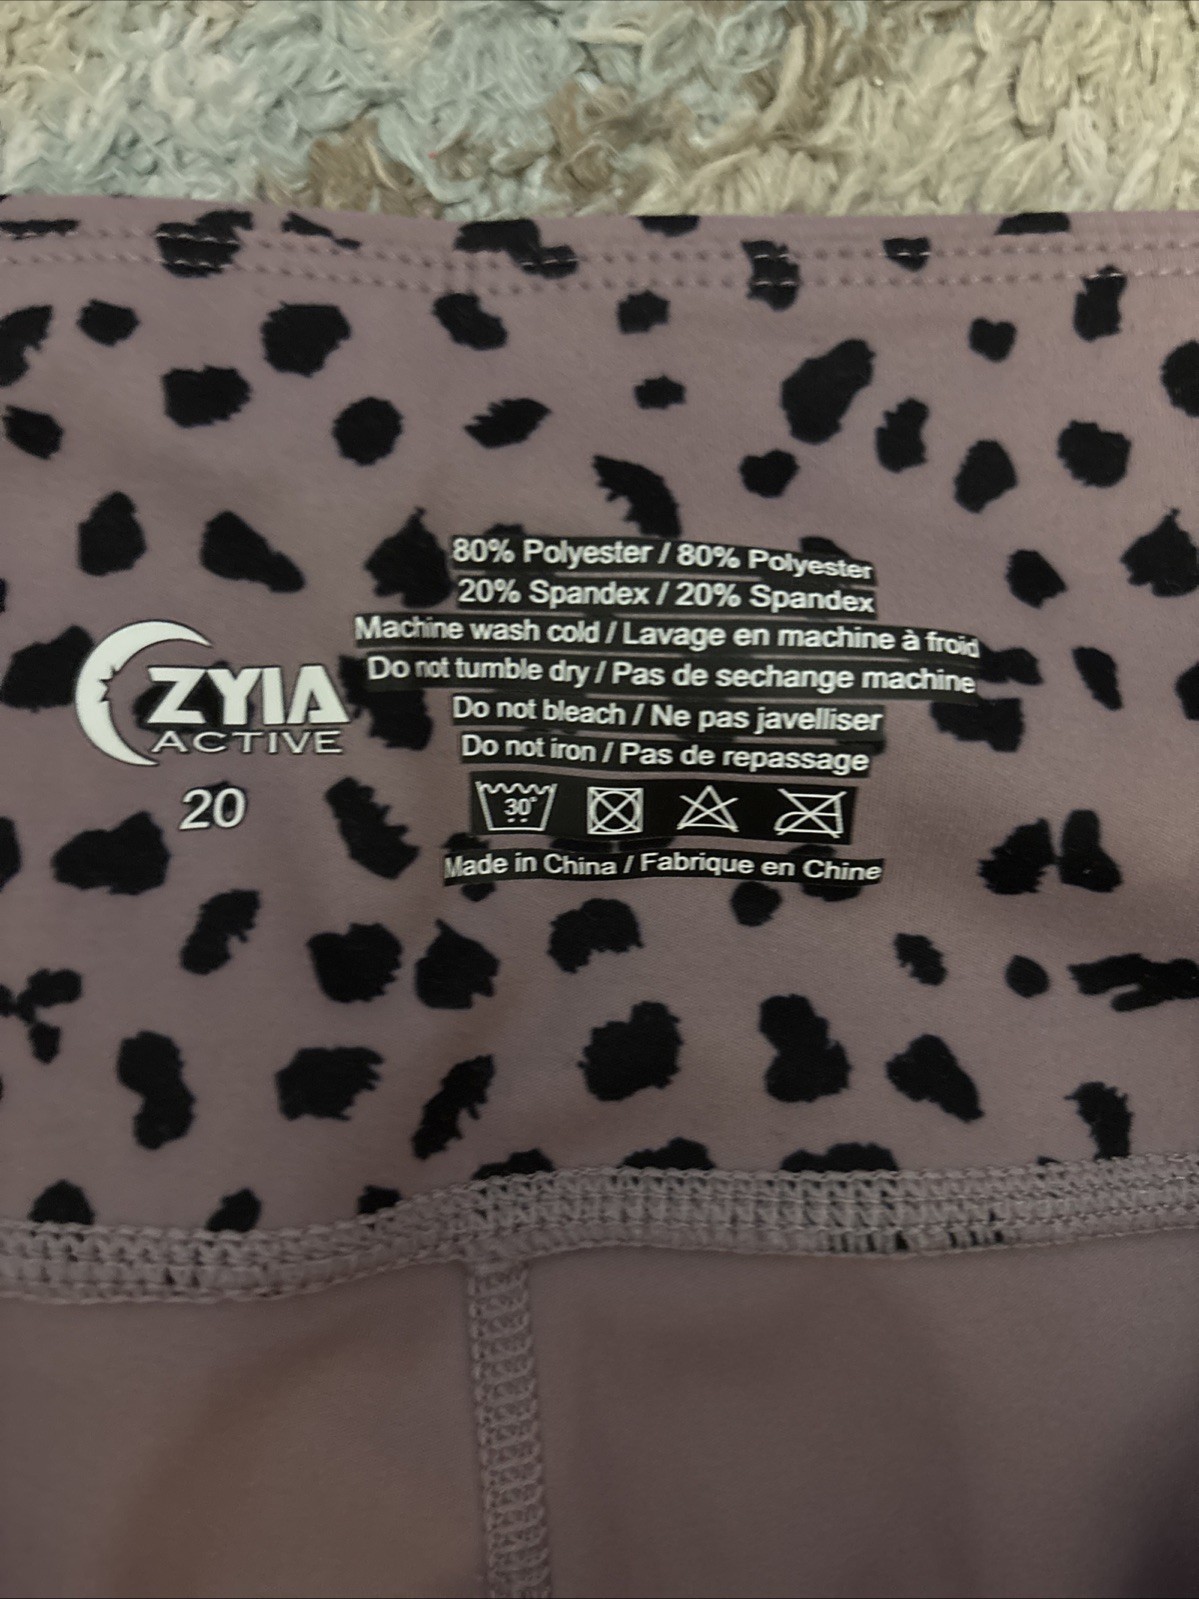 ZYIA
ACTIVE
20
80% Polyester / 80% Polyester
20% Spandex / 20% Spandex
Machine wash cold / Lavage en machine à froid
Do not tumble dry / Pas de sechange machine
Do not bleach / Ne pas javelliser
Do not iron / Pas de repassage
30°
Made in China / Fabrique en Chine